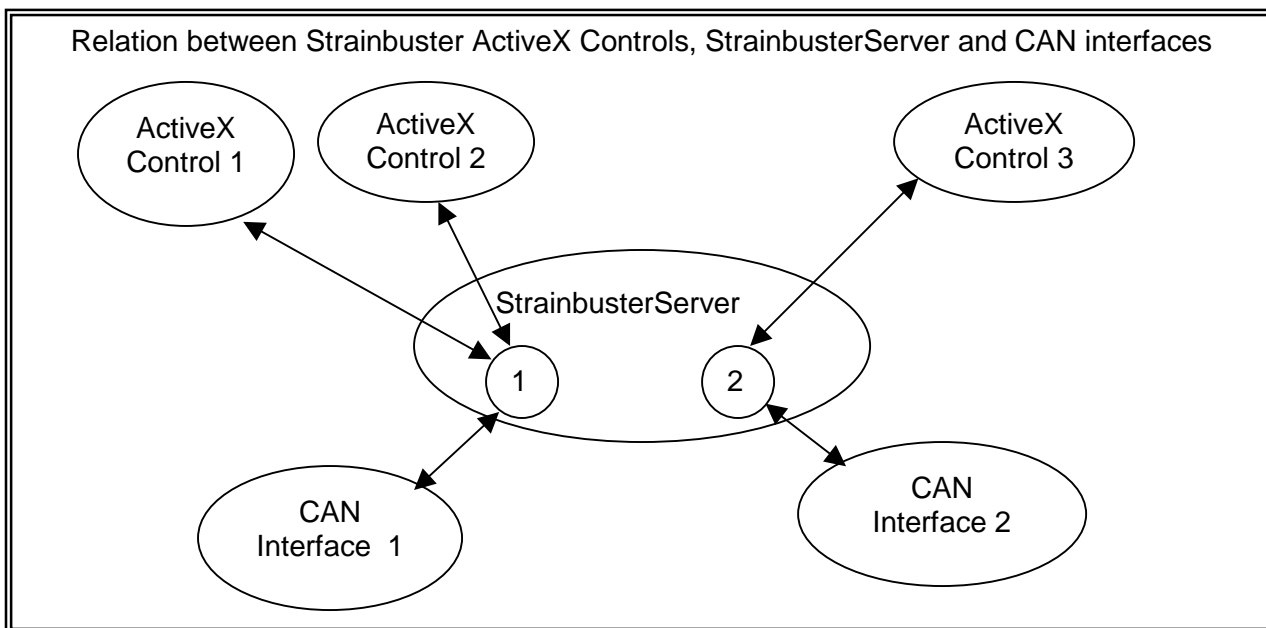 Relation between Strainbuster ActiveX Controls, StrainbusterServer and CAN interfaces
ActiveX
Control 1
ActiveX
Control 2
ActiveX
Control 3
StrainbusterServer
1
2
CAN
Interface 1
CAN
Interface 2